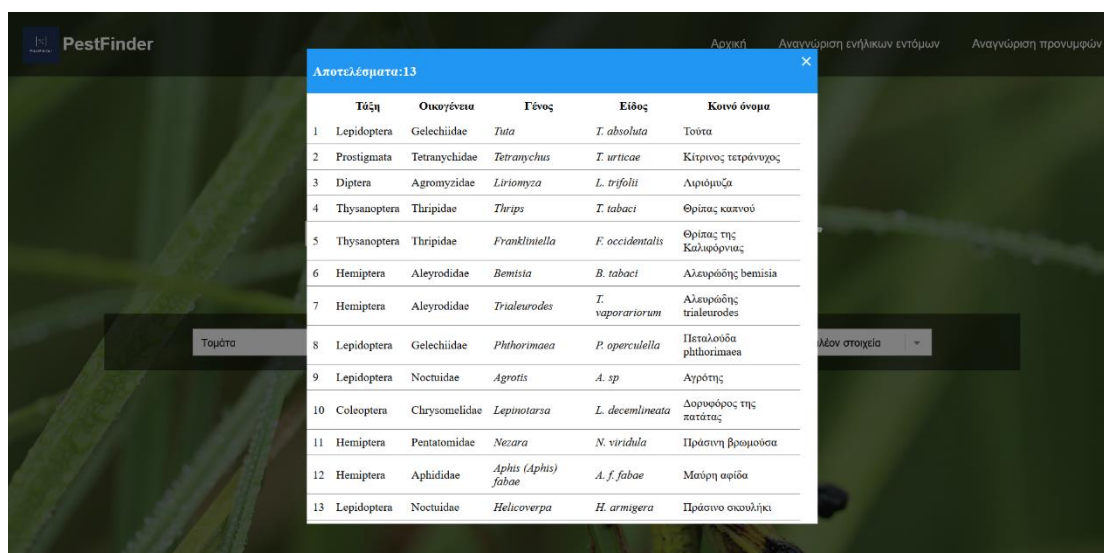 PestFinder
Αρχική Αναγνώριση ενήλικων εντόμων Αναγνώριση προνυμφών
Αποτελέσματα:13 ×
Τάξη Οικογένεια Γένος Είδος Κοινό όνομα
1 Lepidoptera Gelechiidae Tuta T. absoluta Τούτα
2 Prostigmata Tetranychidae Tetranychus T. urticae Κίτρινος τετράνυχος
3 Diptera Agromyzidae Liriomyza L. trifolii Λιριόμυζα
4 Thysanoptera Thripidae Thrips T. tabaci Θρίπας καπνού
5 Thysanoptera Thripidae Frankliniella F. occidentalis Θρίπας της
Καλιφόρνιας
6 Hemiptera Aleyrodidae Bemisia B. tabaci Αλευρώδης bemisia
7 Hemiptera Aleyrodidae Trialeurodes T.
vaporariorum Αλευρώδης
trialeurodes
8 Lepidoptera Gelechiidae Phthorimaea P. operculella Πεταλούδα
phthorimaea
9 Lepidoptera Noctuidae Agrotis A. sp Αγρότης
10 Coleoptera Chrysomelidae Lepinotarsa L. decemlineata Δορυφόρος της
πατάτας
11 Hemiptera Pentatomidae Nezara N. viridula Πράσινη βρωμούσα
12 Hemiptera Aphididae Aphis (Aphis)
fabae A. f. fabae Μαύρη αφίδα
13 Lepidoptera Noctuidae Helicoverpa H. armigera Πράσινο σκουλήκι
Τομάτα
λέον στοιχεία